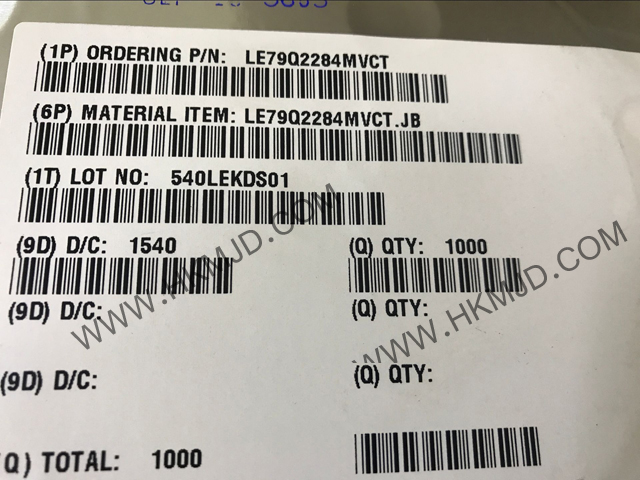 (1P) ORDERING P/N: LE79Q2284MVCT
(6P) MATERIAL ITEM: LE79Q2284MVCT.JB
(1T) LOT NO: 540LEKDS01
(9D) D/C: 1540 (Q) QTY: 1000
(9D) D/C: (Q) QTY:
(9D) D/C: (Q) QTY:
Q) TOTAL: 1000
WWW.HKMJD.COM
WWW.HKMJD.COM